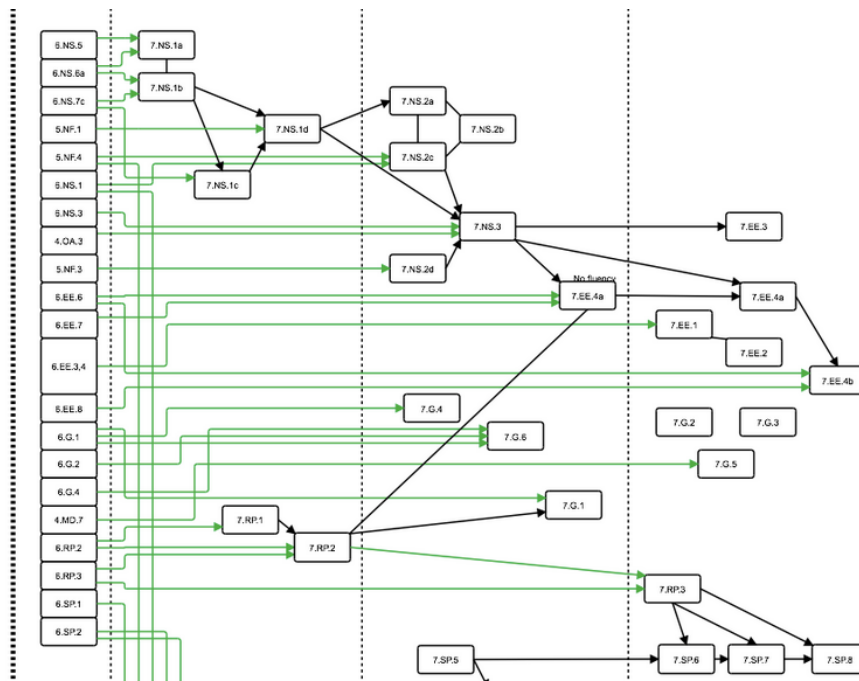 6.NS.5
6.NS.6a
6.NS.7c
5.NF.1
5.NF.4
6.NS.1
6.NS.3
4.OA.3
5.NF.3
6.EE.6
6.EE.7
6.EE.3,4
6.EE.8
6.G.1
6.G.2
6.G.4
4.MD.7
6.RP.2
6.RP.3
6.SP.1
6.SP.2
7.NS.1a
7.NS.1b
7.NS.1c
7.NS.1d
7.RP.1
7.RP.2
7.NS.2a
7.NS.2b
7.NS.2c
7.NS.3
7.NS.2d
No fluency
7.EE.4a
7.G.4
7.G.6
7.G.1
7.SP.5
7.EE.3
7.EE.4a
7.EE.1
7.EE.2
7.EE.4b
7.G.2
7.G.3
7.G.5
7.RP.3
7.SP.6
7.SP.7
7.SP.8